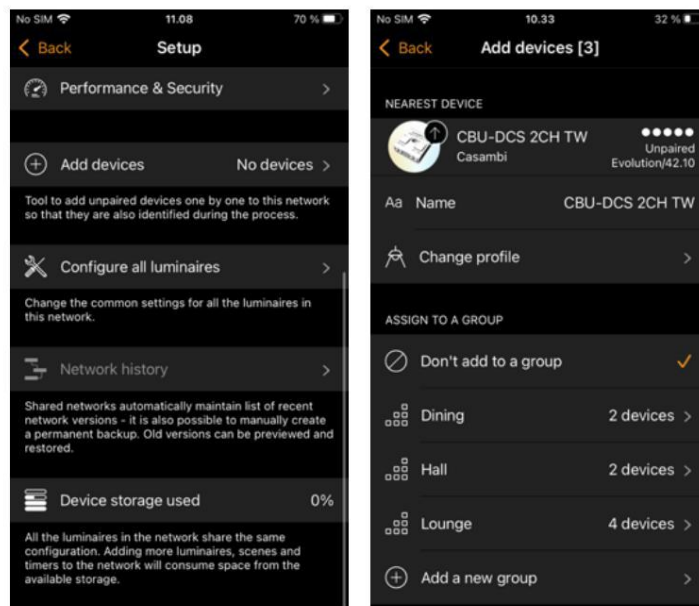 No SIM 11.08 70 %
Back Setup
Performance & Security
Add devices No devices
Tool to add unpaired devices one by one to this network
so that they are also identified during the process.
Configure all luminaires
Change the common settings for all the luminaires in
this network.
Network history
Shared networks automatically maintain list of recent
network versions - it is also possible to manually create
a permanent backup. Old versions can be previewed and
restored.
Device storage used 0%
All the luminaires in the network share the same
configuration. Adding more luminaires, scenes and
timers to the network will consume space from the
available storage.
No SIM 10.33 32 %
Back Add devices [3]
NEAREST DEVICE
CBU-DCS 2CH TW
Casambi
Unpaired
Evolution/42.10
Aa Name CBU-DCS 2CH TW
Change profile
ASSIGN TO A GROUP
Don't add to a group
Dining 2 devices
Hall 2 devices
Lounge 4 devices
Add a new group